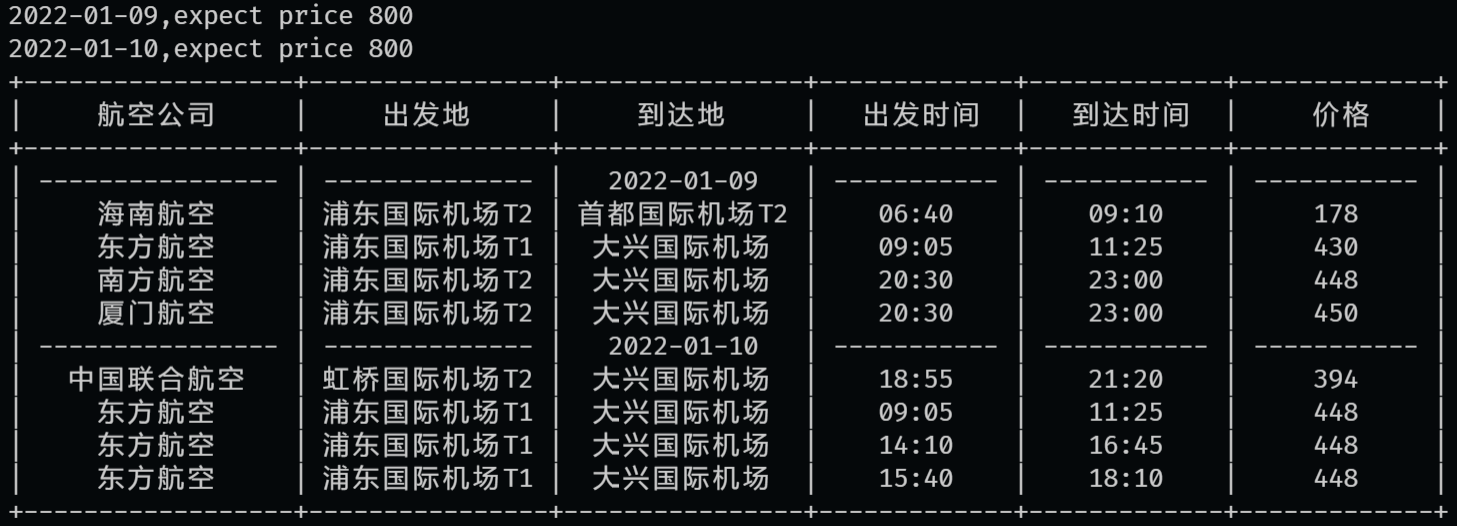 2022-01-09,expect price 800
2022-01-10,expect price 800
+------------------+----------------+----------------+-------------+-------------+-------------+
| 航空公司 | 出发地 | 到达地 | 出发时间 | 到达时间 | 价格 |
+------------------+----------------+----------------+-------------+-------------+-------------+
| ---------------- | -------------- | 2022-01-09 | ----------- | ----------- | ----------- |
| 海南航空 | 浦东国际机场T2 | 首都国际机场T2 | 06:40 | 09:10 | 178 |
| 东方航空 | 浦东国际机场T1 | 大兴国际机场 | 09:05 | 11:25 | 430 |
| 南方航空 | 浦东国际机场T2 | 大兴国际机场 | 20:30 | 23:00 | 448 |
| 厦门航空 | 浦东国际机场T2 | 大兴国际机场 | 20:30 | 23:00 | 450 |
| ---------------- | -------------- | 2022-01-10 | ----------- | ----------- | ----------- |
| 中国联合航空 | 虹桥国际机场T2 | 大兴国际机场 | 18:55 | 21:20 | 394 |
| 东方航空 | 浦东国际机场T1 | 大兴国际机场 | 09:05 | 11:25 | 448 |
| 东方航空 | 浦东国际机场T1 | 大兴国际机场 | 14:10 | 16:45 | 448 |
| 东方航空 | 浦东国际机场T1 | 大兴国际机场 | 15:40 | 18:10 | 448 |
+------------------+----------------+----------------+-------------+-------------+-------------+